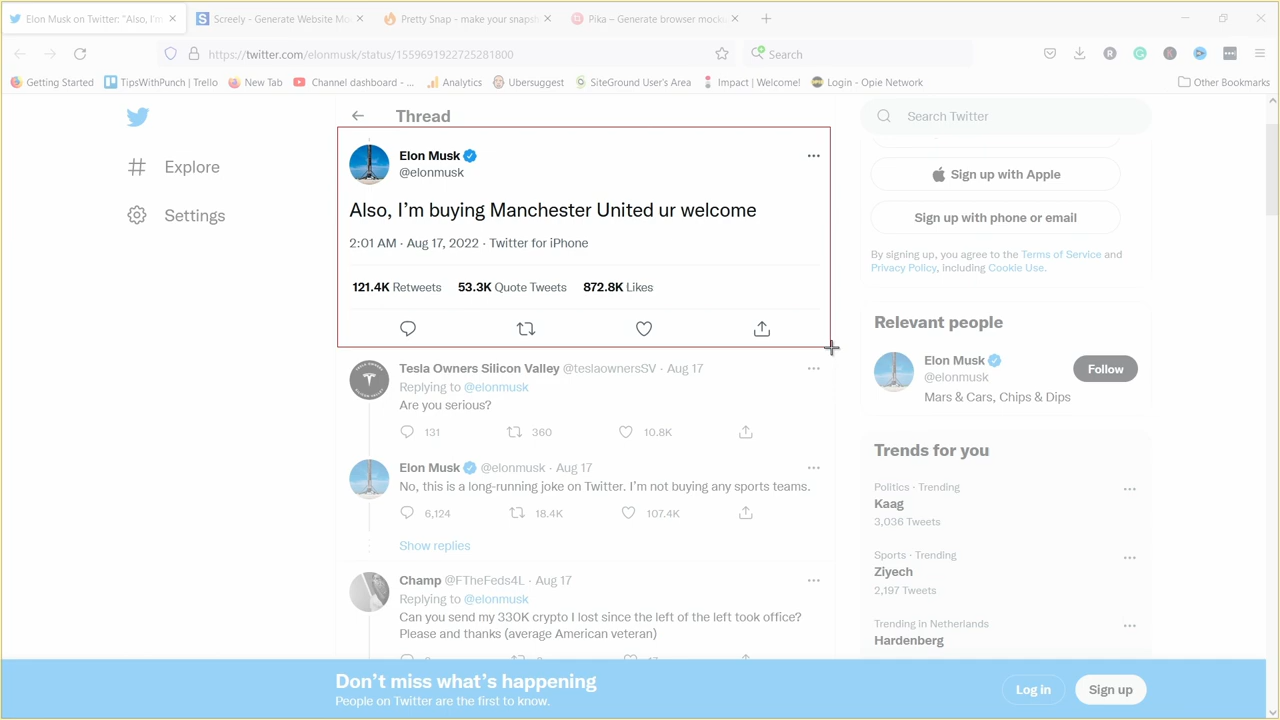 Elon Musk on Twitter: "Also, I'm
Screely - Generate Website Mo
Pretty Snap - make your snaps
Pika – Generate browser mock
https://twitter.com/elonmusk/status/1559691922725281800
Search
Getting Started
TipsWithPunch | Trello
New Tab
Channel dashboard - ...
Analytics
Ubersuggest
SiteGround User's Area
Impact | Welcome!
Login - Opie Network
Other Bookmarks
Explore
Settings
Thread
Elon Musk
@elonmusk
Also, I'm buying Manchester United ur welcome
2:01 AM · Aug 17, 2022 · Twitter for iPhone
121.4K Retweets 53.3K Quote Tweets 872.8K Likes
Tesla Owners Silicon Valley @teslaownersSV · Aug 17
Replying to @elonmusk
Are you serious?
131 360 10.8K
Elon Musk @elonmusk · Aug 17
No, this is a long-running joke on Twitter. I'm not buying any sports teams.
6,124 18.4K 107.4K
Show replies
Champ @FTheFeds4L · Aug 17
Replying to @elonmusk
Can you send my 330K crypto I lost since the left of the left took office?
Please and thanks (average American veteran)
Search Twitter
Sign up with Apple
Sign up with phone or email
By signing up, you agree to the Terms of Service and
Privacy Policy, including Cookie Use.
Relevant people
Elon Musk
@elonmusk
Follow
Mars & Cars, Chips & Dips
Trends for you
Politics · Trending
Kaag
3,036 Tweets
Sports · Trending
Ziyech
2,197 Tweets
Trending in Netherlands
Hardenberg
Don't miss what's happening
People on Twitter are the first to know.
Log in
Sign up